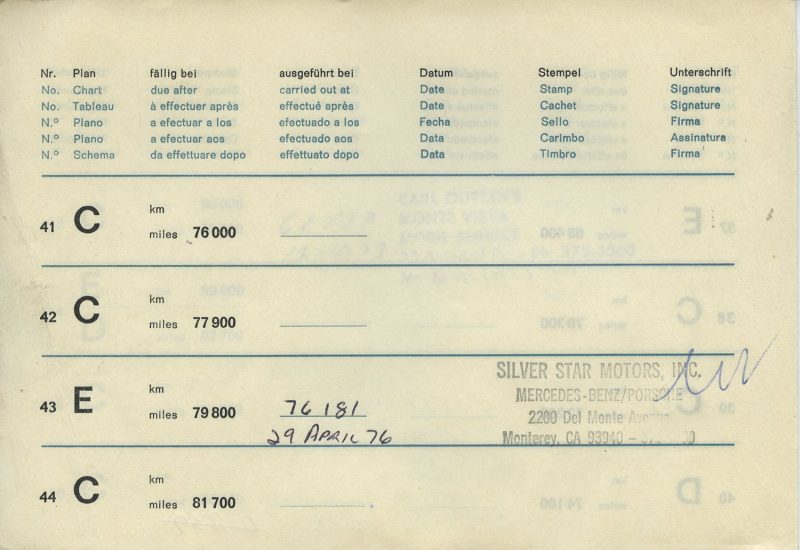 Nr. Plan fällig bei ausgeführt bei Datum Stempel Unterschrift
No. Chart due after carried out at Date Stamp Signature
No. Tableau à effectuer après effectué après Date Cachet Signature
N.º Plano a efectuar a los efectuado a los Fecha Sello Firma
N.º Plano a efectuar aos efectuado aos Data Carimbo Assinatura
N.º Schema da effettuare dopo effettuato dopo Data Timbro Firma
km
41 C miles 76 000
km
42 C miles 77 900
SILVER STAR MOTORS, INC.
km MERCEDES-BENZ/PORSCHE
43 E miles 79 800 76 181 2200 Del Monte Avenue
29 APRIL 76 Monterey, CA 93940 -
km
44 C miles 81 700